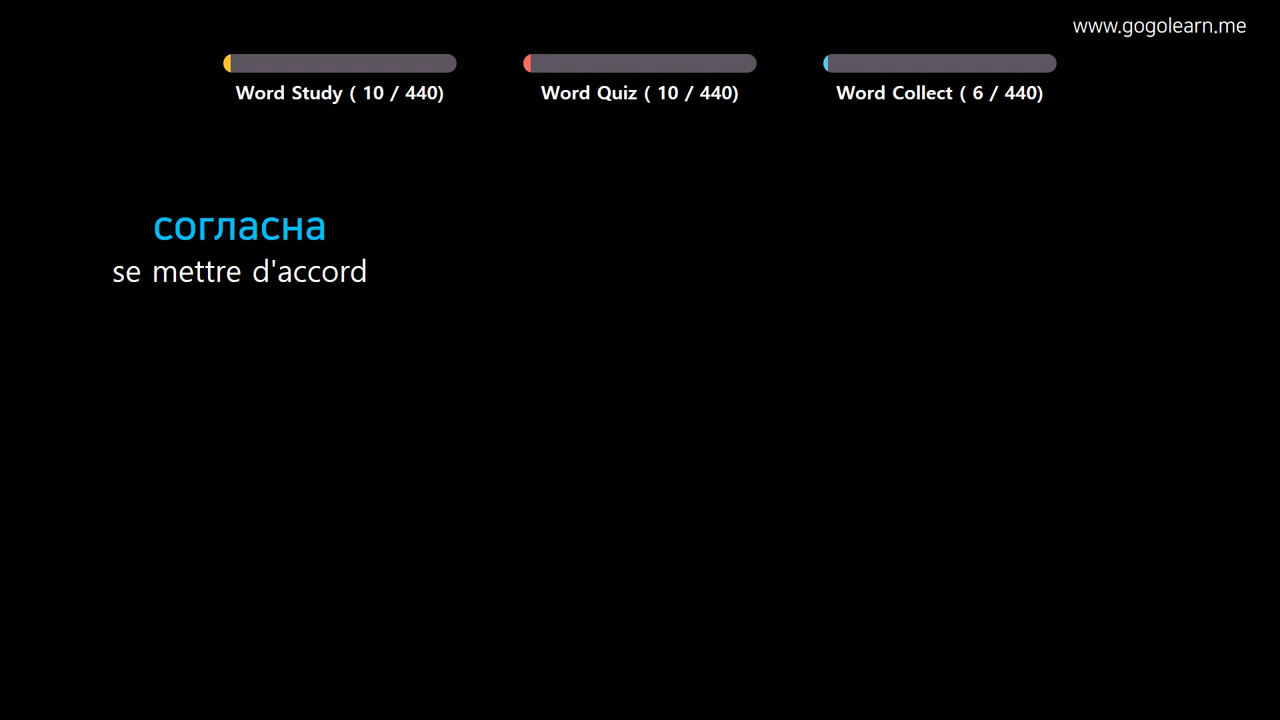 www.gogolearn.me
Word Study ( 10 / 440)
Word Quiz ( 10 / 440)
Word Collect ( 6 / 440)
согласна
se mettre d'accord